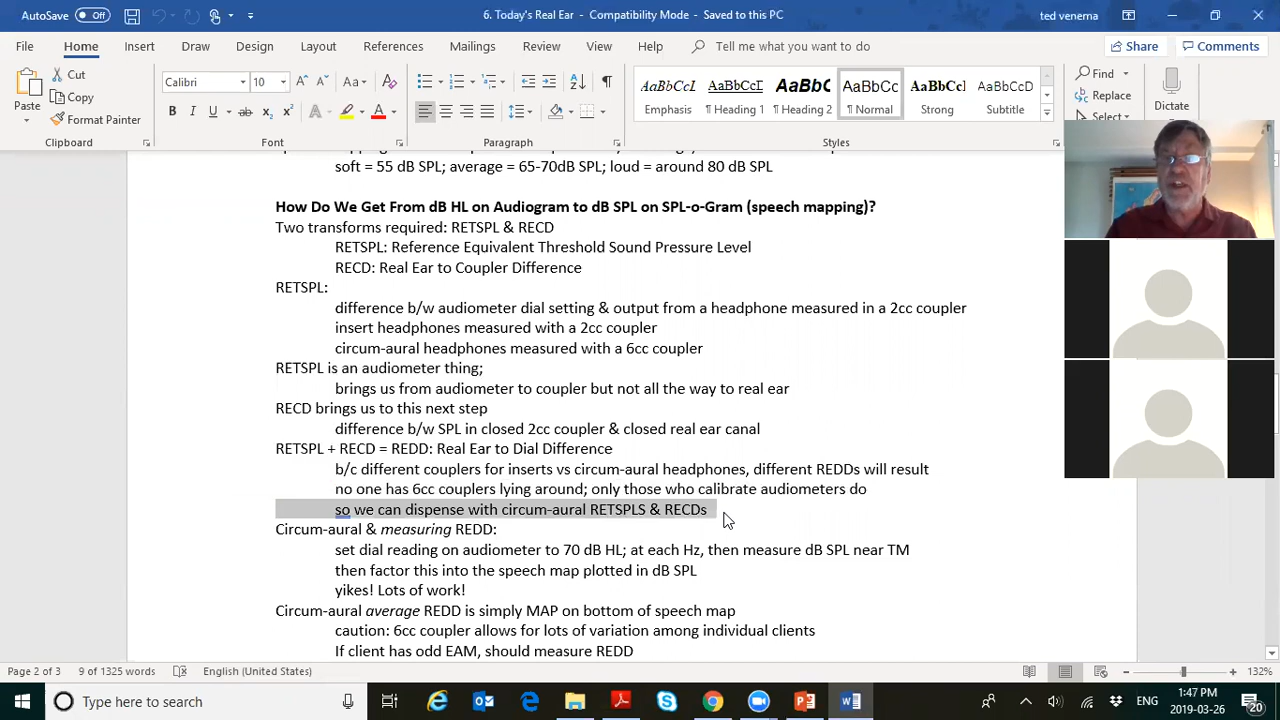 AutoSave Off
6. Today's Real Ear - Compatibility Mode - Saved to this PC
ted venema
File Home Insert Draw Design Layout References Mailings Review View Help Tell me what you want to do Share Comments
Paste
Cut
Copy
Format Painter
Clipboard
Calibri 10
Font
Paragraph
AaBbCcI AaBbCcI AaBbC AaBbCc AaBbCc AaBbCcD
Emphasis ¶ Heading 1 ¶ Heading 2 ¶ Normal Strong Subtitle
Styles
Find
Replace
Select
Dictate
soft = 55 dB SPL; average = 65-70dB SPL; loud = around 80 dB SPL
How Do We Get From dB HL on Audiogram to dB SPL on SPL-o-Gram (speech mapping)?
Two transforms required: RETSPL & RECD
RETSPL: Reference Equivalent Threshold Sound Pressure Level
RECD: Real Ear to Coupler Difference
RETSPL:
difference b/w audiometer dial setting & output from a headphone measured in a 2cc coupler
insert headphones measured with a 2cc coupler
circum-aural headphones measured with a 6cc coupler
RETSPL is an audiometer thing;
brings us from audiometer to coupler but not all the way to real ear
RECD brings us to this next step
difference b/w SPL in closed 2cc coupler & closed real ear canal
RETSPL + RECD = REDD: Real Ear to Dial Difference
b/c different couplers for inserts vs circum-aural headphones, different REDDs will result
no one has 6cc couplers lying around; only those who calibrate audiometers do
so we can dispense with circum-aural RETSPLS & RECDs
Circum-aural & measuring REDD:
set dial reading on audiometer to 70 dB HL; at each Hz, then measure dB SPL near TM
then factor this into the speech map plotted in dB SPL
yikes! Lots of work!
Circum-aural average REDD is simply MAP on bottom of speech map
caution: 6cc coupler allows for lots of variation among individual clients
If client has odd EAM, should measure REDD
Page 2 of 3 9 of 1325 words English (United States) 132%
Type here to search
ENG
1:47 PM
2019-03-26
20